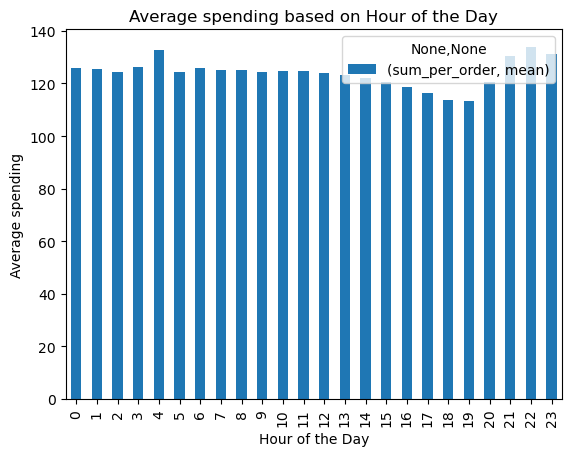 Average spending based on Hour of the Day
None,None
(sum_per_order, mean)
140
120
100
80
60
40
20
0
Average spending
0 1 2 3 4 5 6 7 8 9 10 11 12 13 14 15 16 17 18 19 20 21 22 23
Hour of the Day